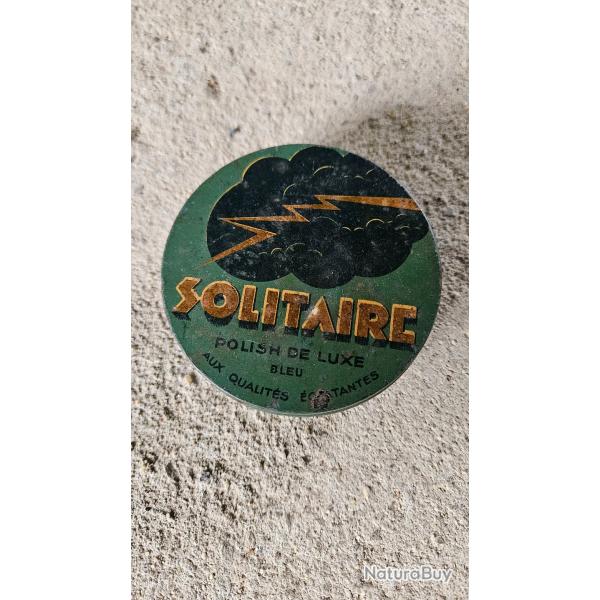 SOLITAIRE
POLISH DE LUXE
BLEU
AUX QUALITÉS
NaturaBuy